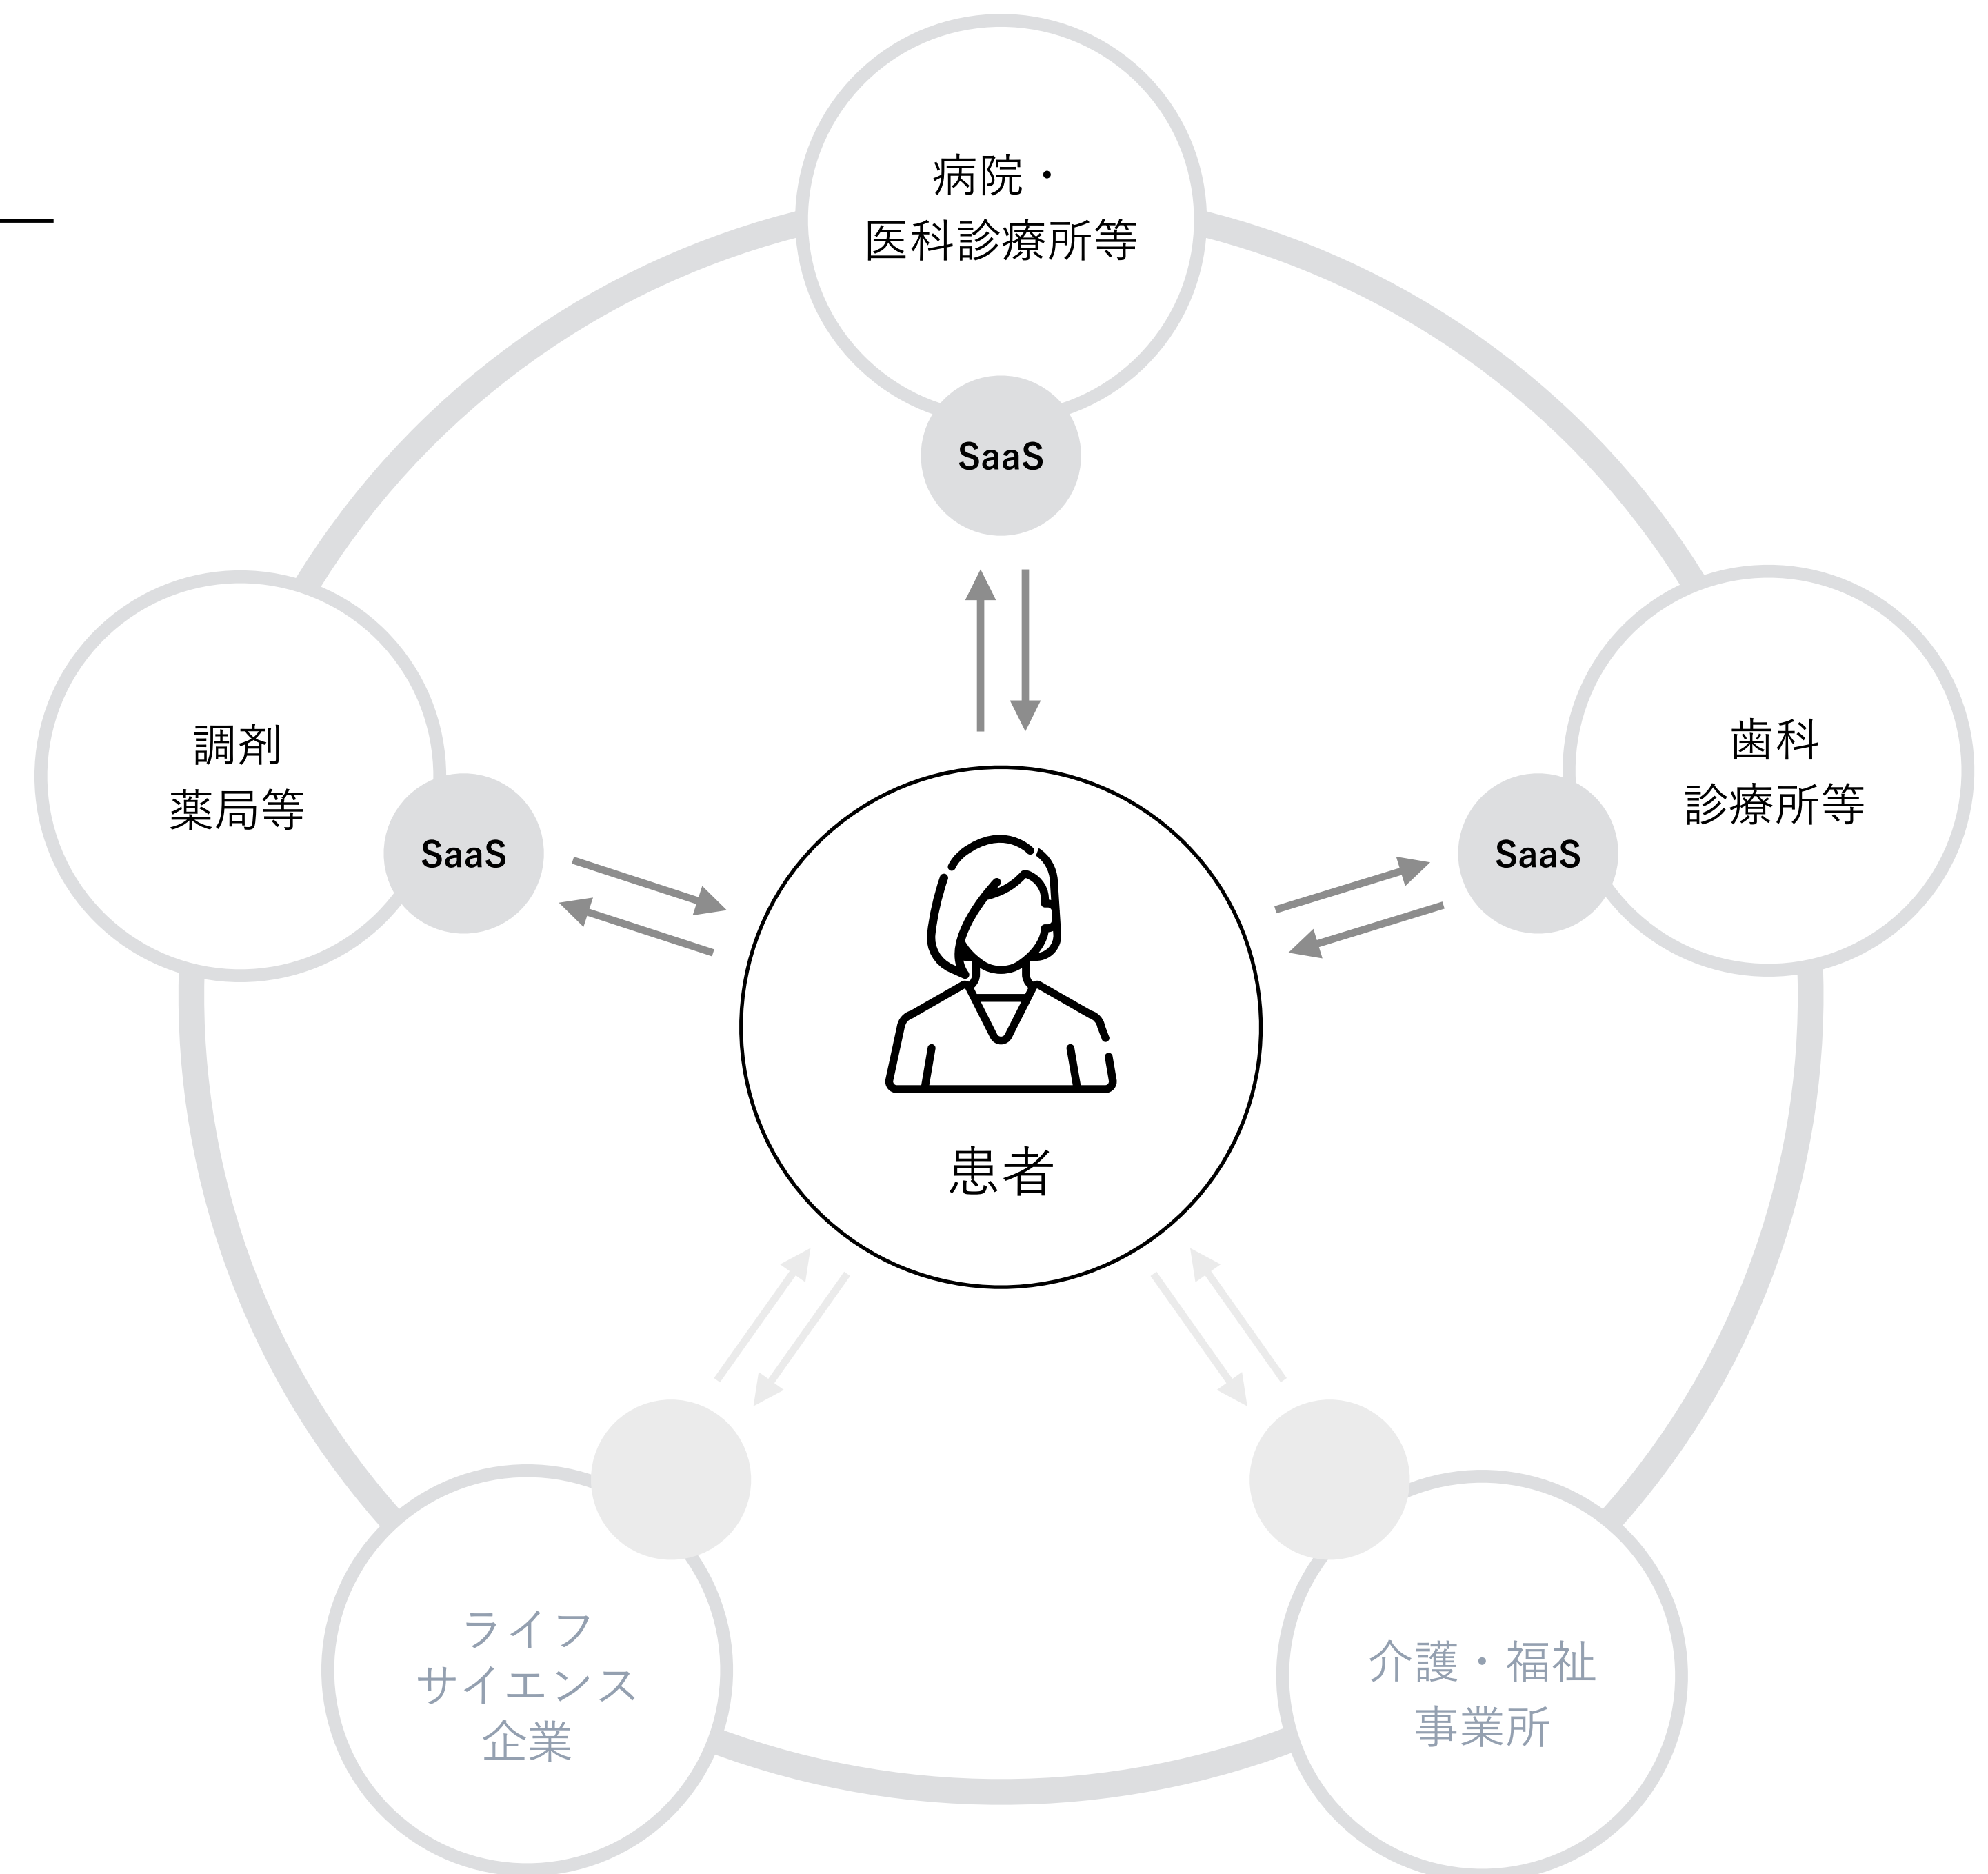 病院・
医科診療所等
SaaS
調剤
薬局等
SaaS
歯科
診療所等
SaaS
患者
ライフ
サイエンス
企業
介護・福祉
事業所